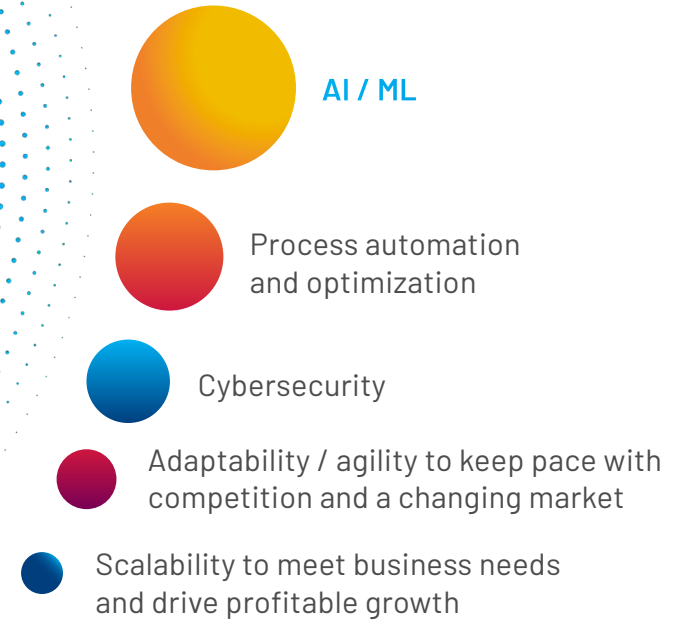 AI / ML
Process automation
and optimization
Cybersecurity
Adaptability / agility to keep pace with
competition and a changing market
Scalability to meet business needs
and drive profitable growth